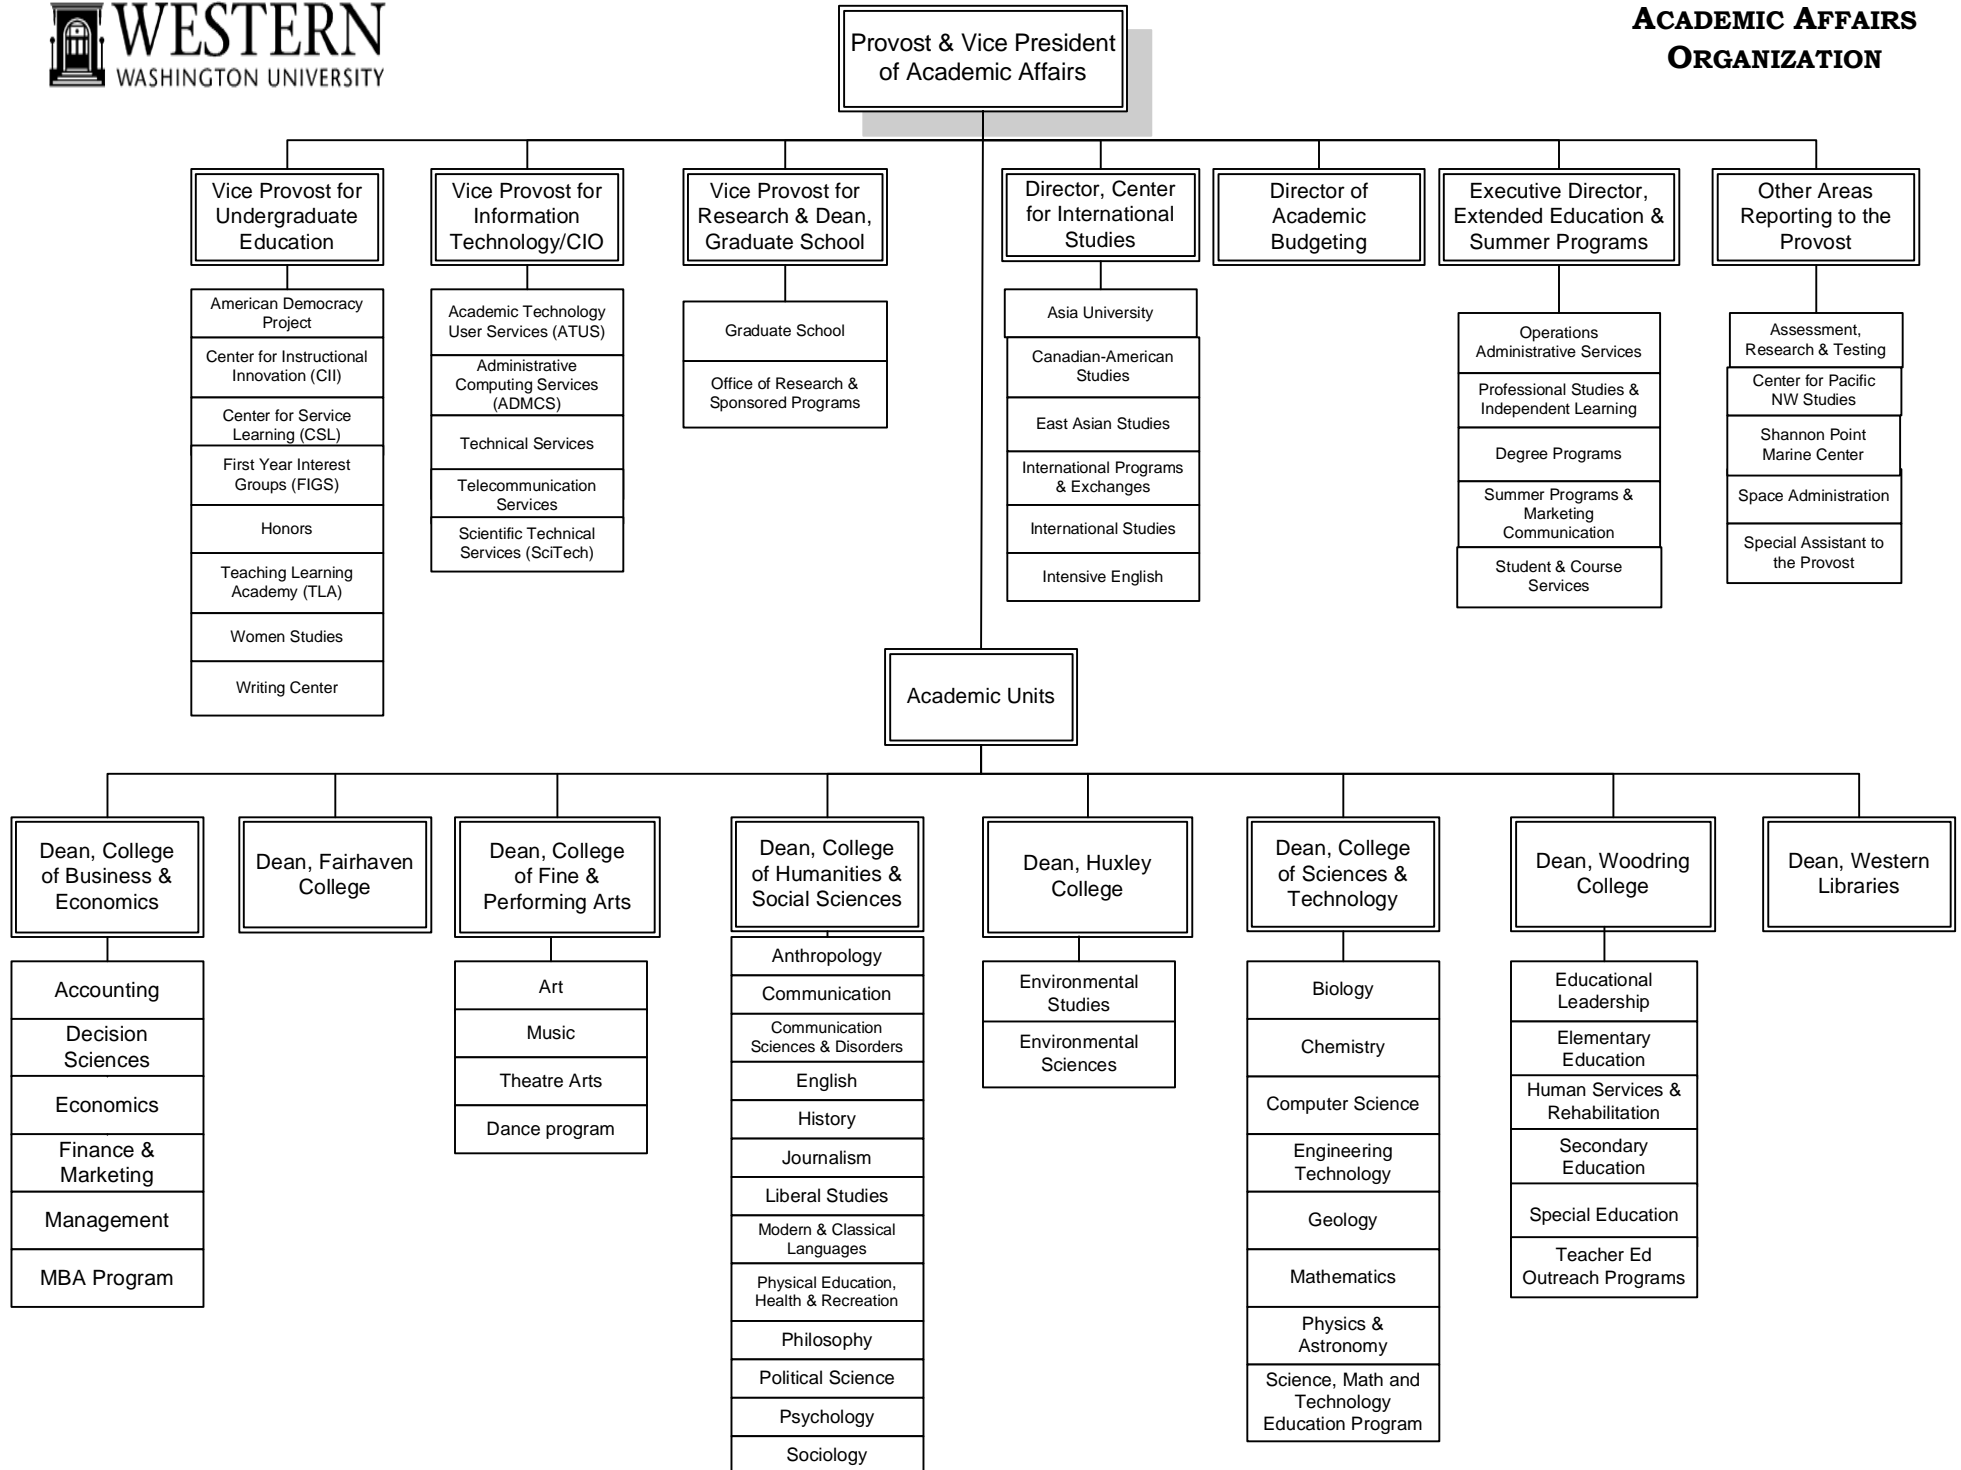 WESTERN
WASHINGTON UNIVERSITY
ACADEMIC AFFAIRS
ORGANIZATION
Provost & Vice President
of Academic Affairs
Vice Provost for
Undergraduate
Education
American Democracy
Project
Center for Instructional
Innovation (CII)
Center for Service
Learning (CSL)
First Year Interest
Groups (FIGS)
Honors
Teaching Learning
Academy (TLA)
Women Studies
Writing Center
Vice Provost for
Information
Technology/CIO
Academic Technology
User Services (ATUS)
Administrative
Computing Services
(ADMCS)
Technical Services
Telecommunication
Services
Scientific Technical
Services (SciTech)
Vice Provost for
Research & Dean,
Graduate School
Graduate School
Office of Research &
Sponsored Programs
Director, Center
for International
Studies
Asia University
Canadian-American
Studies
East Asian Studies
International Programs
& Exchanges
International Studies
Intensive English
Director of
Academic
Budgeting
Executive Director,
Extended Education &
Summer Programs
Operations
Administrative Services
Professional Studies &
Independent Learning
Degree Programs
Summer Programs &
Marketing
Communication
Student & Course
Services
Other Areas
Reporting to the
Provost
Assessment,
Research & Testing
Center for Pacific
NW Studies
Shannon Point
Marine Center
Space Administration
Special Assistant to
the Provost
Academic Units
Dean, College
of Business &
Economics
Accounting
Decision
Sciences
Economics
Finance &
Marketing
Management
MBA Program
Dean, Fairhaven
College
Dean, College
of Fine &
Performing Arts
Art
Music
Theatre Arts
Dance program
Dean, College
of Humanities &
Social Sciences
Anthropology
Communication
Communication
Sciences & Disorders
English
History
Journalism
Liberal Studies
Modern & Classical
Languages
Physical Education,
Health & Recreation
Philosophy
Political Science
Psychology
Sociology
Dean, Huxley
College
Environmental
Studies
Environmental
Sciences
Dean, College
of Sciences &
Technology
Biology
Chemistry
Computer Science
Engineering
Technology
Geology
Mathematics
Physics &
Astronomy
Science, Math and
Technology
Education Program
Dean, Woodring
College
Educational
Leadership
Elementary
Education
Human Services &
Rehabilitation
Secondary
Education
Special Education
Teacher Ed
Outreach Programs
Dean, Western
Libraries